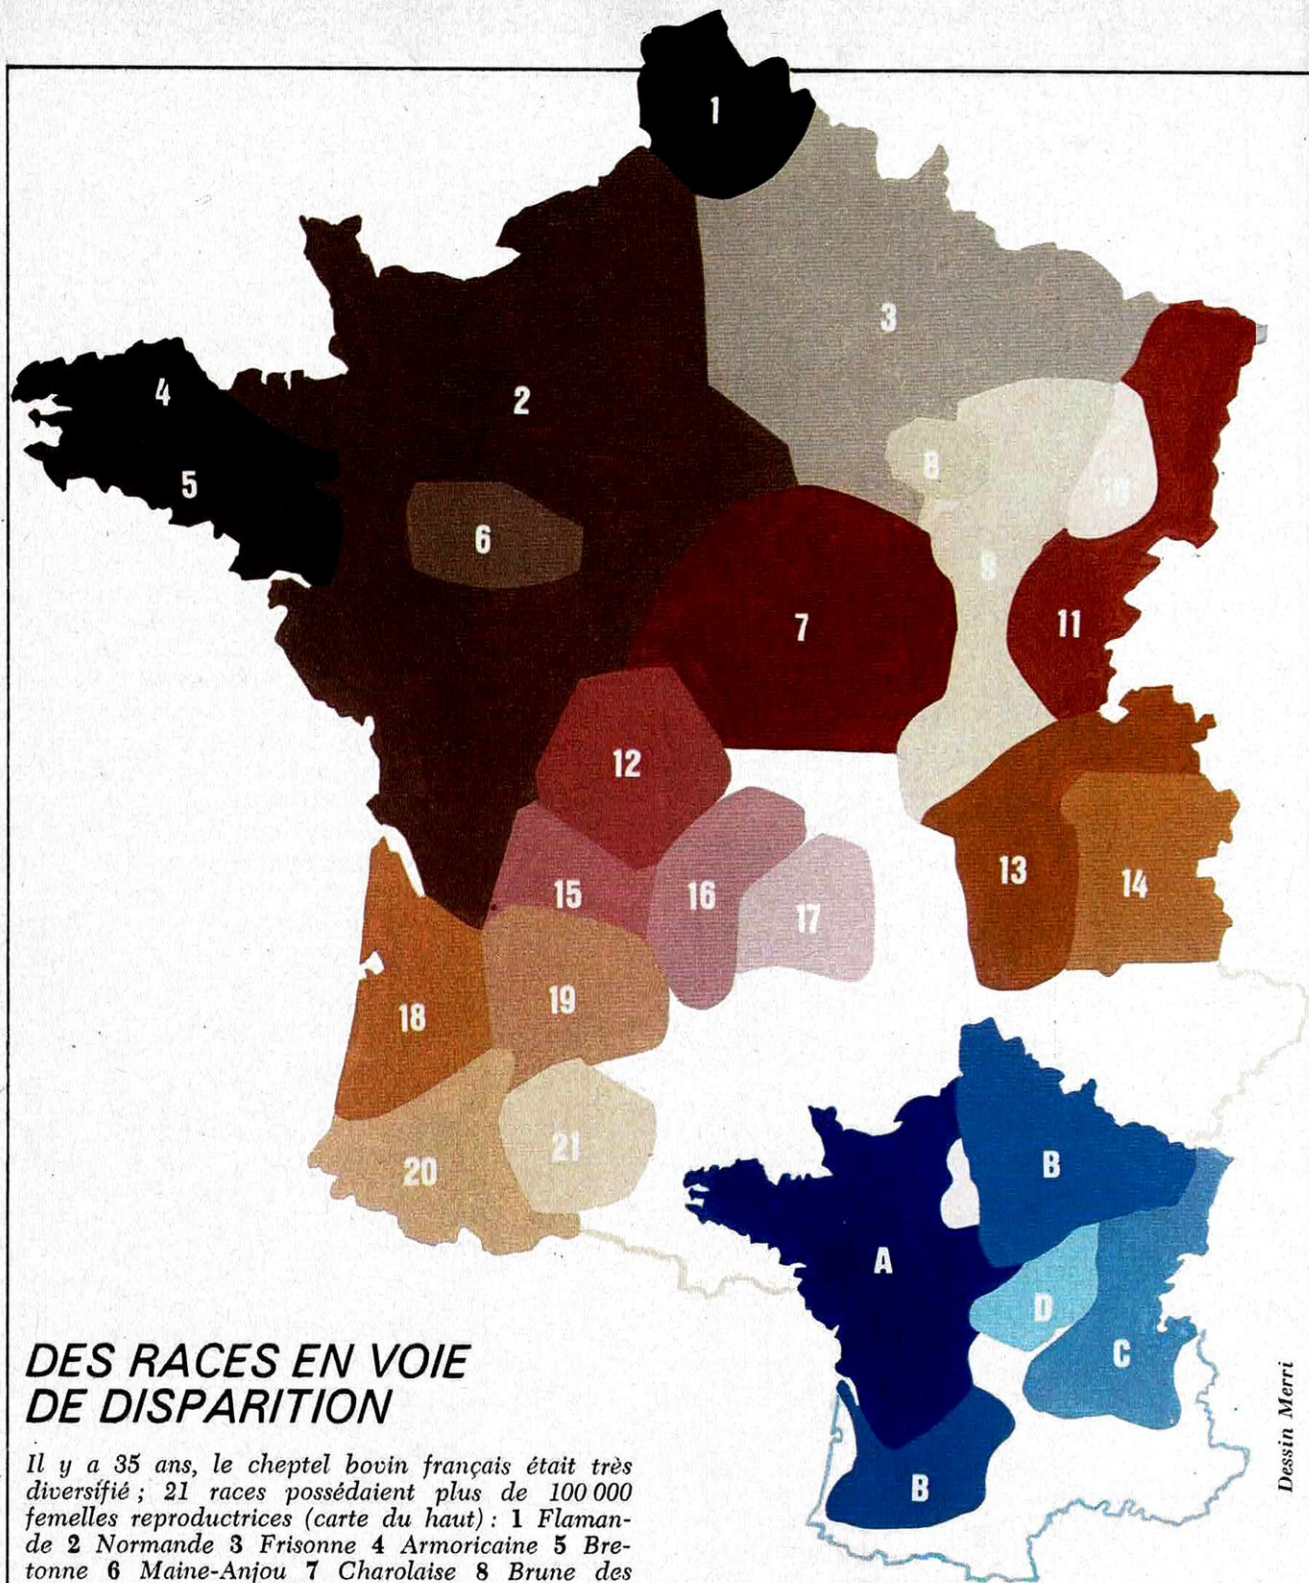 1
3
2
4
5
8
10
6
9
7
11
12
13
14
15
16
17
18
19
20
21
B
A
D
C
B
DES RACES EN VOIE
DE DISPARITION
Il y a 35 ans, le cheptel bovin français était très
diversifié ; 21 races possédaient plus de 100 000
femelles reproductrices (carte du haut) : 1 Flaman-
de 2 Normande 3 Frisonne 4 Armoricaine 5 Bre-
tonne 6 Maine-Anjou 7 Charolaise 8 Brune des
Dessin Merri